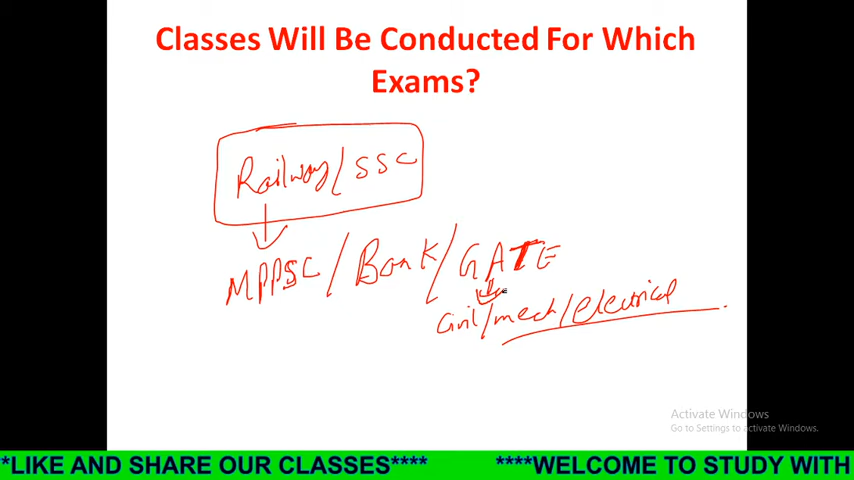 Classes Will Be Conducted For Which
Exams?
Railway/SSC
MPPSC/Bank/GATE
Civil/mech/electrical
Activate Windows
Go to Settings to activate Windows.
*LIKE AND SHARE OUR CLASSES**** ****WELCOME TO STUDY WITH